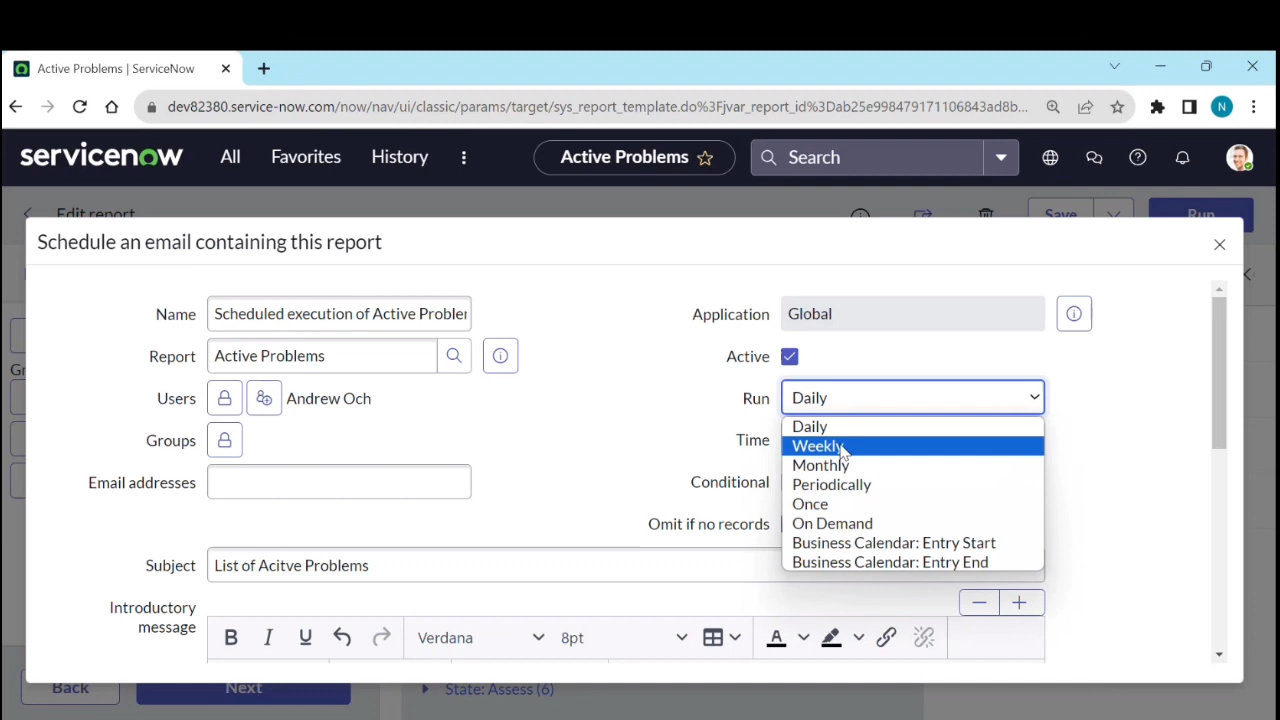 Active Problems | ServiceNow
dev82380.service-now.com/now/nav/ui/classic/params/target/sys_report_template.do%3Fjvar_report_id%3Dab25e998479171106843ad8b...
N
servicenow
All
Favorites
History
Active Problems
Search
Edit report
Save
Run
Schedule an email containing this report
Name
Scheduled execution of Active Probler
Application
Global
Report
Active Problems
Active
Users
Andrew Och
Run
Daily
Groups
Time
Daily
Weekly
Monthly
Periodically
Once
On Demand
Business Calendar: Entry Start
Business Calendar: Entry End
Email addresses
Conditional
Omit if no records
Subject
List of Acitve Problems
Introductory
message
B I U
Verdana
8pt
A
Back
Next
State: Assess (6)